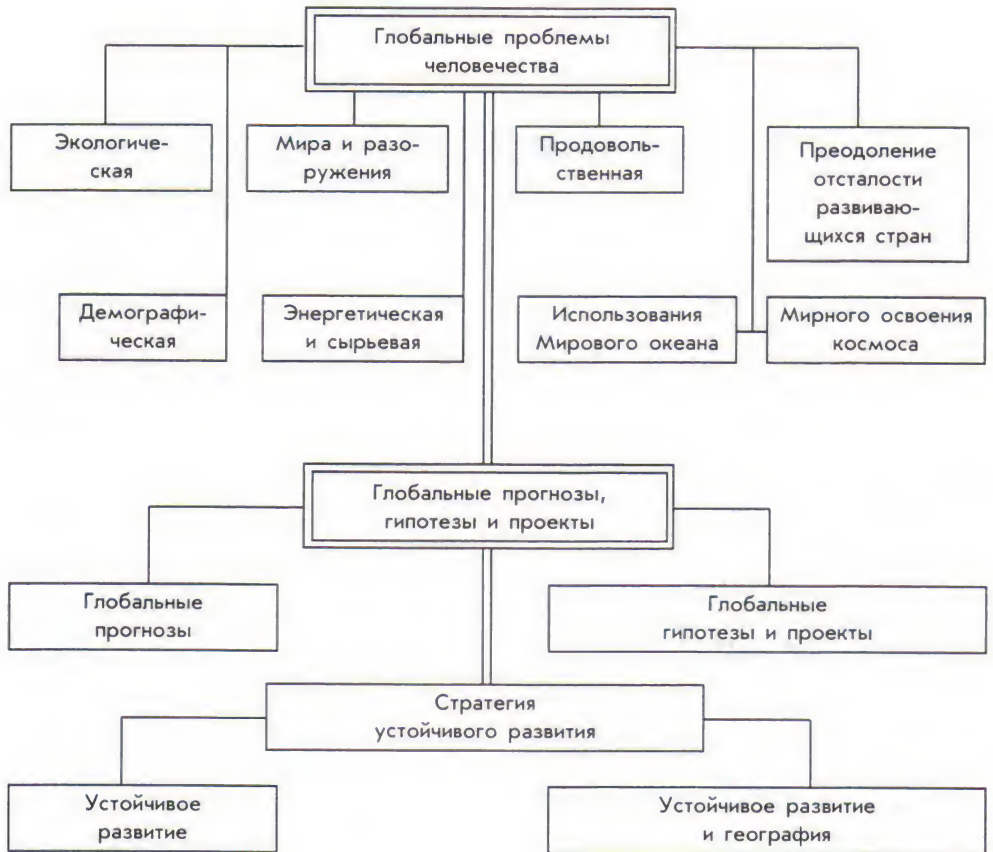 Глобальные проблемы
человечества
Экологиче-
ская
Мира и разо-
ружения
Продоволь-
ственная
Преодоление
отсталости
развиваю-
щихся стран
Демографи-
ческая
Энергетическая
и сырьевая
Использования
Мирового океана
Мирного освоения
космоса
Глобальные прогнозы,
гипотезы и проекты
Глобальные
прогнозы
Глобальные
гипотезы и проекты
Стратегия
устойчивого развития
Устойчивое
развитие
Устойчивое развитие
и география